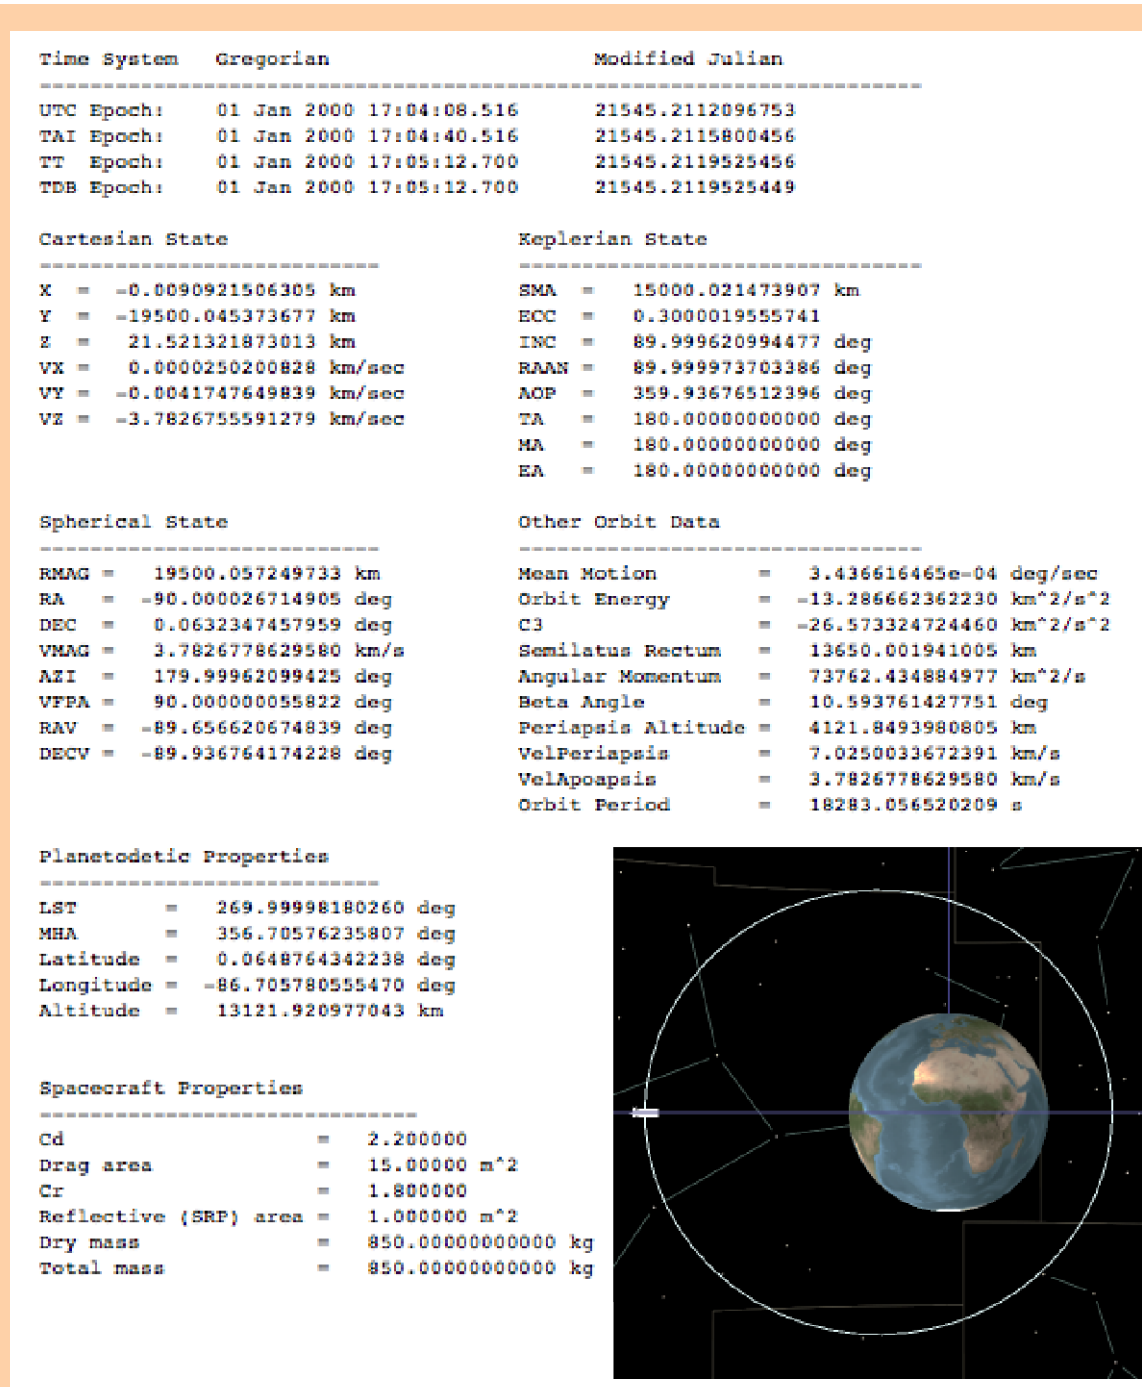 Time System   Gregorian                     Modified Julian
----------------------------------------------------------------------
UTC Epoch:    01 Jan 2000 17:04:08.516      21545.2112096753
TAI Epoch:    01 Jan 2000 17:04:40.516      21545.2115800456
TT  Epoch:    01 Jan 2000 17:05:12.700      21545.2119525456
TDB Epoch:    01 Jan 2000 17:05:12.700      21545.2119525449
Cartesian State                       Keplerian State
---------------------------           --------------------------------
X  =  -0.0090921506305 km             SMA  =   15000.021473907 km
Y  =  -19500.045373677 km             ECC  =   0.3000019555741
Z  =   21.521321873013 km             INC  =   89.999620994477 deg
VX =   0.0000250200828 km/sec         RAAN =   89.999973703386 deg
VY =  -0.0041747649839 km/sec         AOP  =   359.93676512396 deg
VZ =  -3.7826755591279 km/sec         TA   =   180.00000000000 deg
                                      MA   =   180.00000000000 deg
                                      EA   =   180.00000000000 deg
Spherical State                       Other Orbit Data
---------------------------           --------------------------------
RMAG =   19500.057249733 km           Mean Motion        =   3.436616465e-04 deg/sec
RA   =  -90.000026714905 deg          Orbit Energy       =  -13.286662362230 km^2/s^2
DEC  =   0.0632347457959 deg          C3                 =  -26.573324724460 km^2/s^2
VMAG =   3.7826778629580 km/s         Semilatus Rectum   =   13650.001941005 km
AZI  =   179.99962099425 deg          Angular Momentum   =   73762.434884977 km^2/s
VFPA =   90.000000055822 deg          Beta Angle         =   10.593761427751 deg
RAV  =  -89.656620674839 deg          Periapsis Altitude =   4121.8493980805 km
DECV =  -89.936764174228 deg          VelPeriapsis       =   7.0250033672391 km/s
                                      VelApoapsis        =   3.7826778629580 km/s
                                      Orbit Period       =   18283.056520209 s
Planetodetic Properties
---------------------------
LST       =   269.99998180260 deg
MHA       =   356.70576235807 deg
Latitude  =   0.0648764342238 deg
Longitude =  -86.705780555470 deg
Altitude  =   13121.920977043 km
Spacecraft Properties
------------------------------
Cd                    =   2.200000
Drag area             =   15.00000 m^2
Cr                    =   1.800000
Reflective (SRP) area =   1.000000 m^2
Dry mass              =   850.00000000000 kg
Total mass            =   850.00000000000 kg